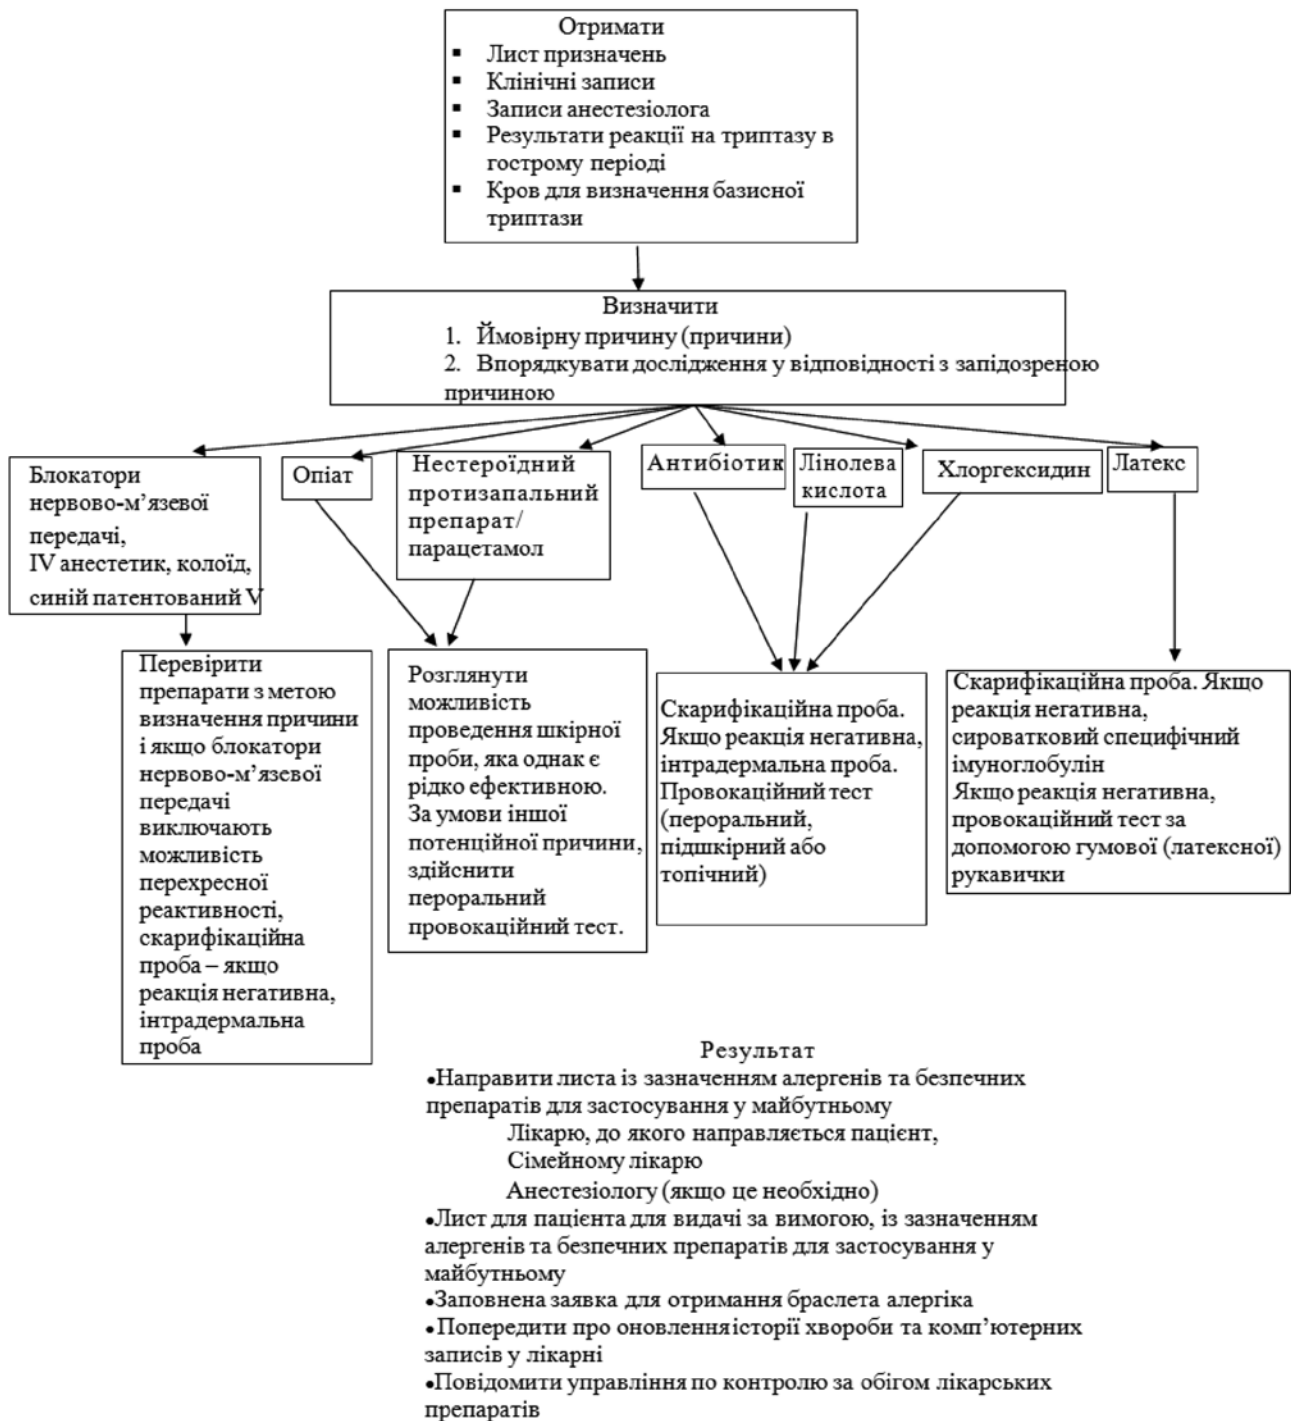 Отримати
▪ Лист призначень
▪ Клінічні записи
▪ Записи анестезіолога
▪ Результати реакції на триптазу в
гострому періоді
▪ Кров для визначення базисної
триптази
Визначити
1. Ймовірну причину (причини)
2. Впорядкувати дослідження у відповідності з запідозреною
причиною
Блокатори
нервово-м’язевої
передачі,
IV анестетик, колоїд,
синій патентований V
Опіат
Нестероїдний
протизапальний
препарат/
парацетамол
Антибіотик
Лінолева
кислота
Хлоргексидин
Латекс
Перевірити
препарати з метою
визначення причини
і якщо блокатори
нервово-м’язевої
передачі
виключають
можливість
перехресної
реактивності,
скарифікаційна
проба – якщо
реакція негативна,
інтрадермальна
проба
Розглянути
можливість
проведення шкірної
проби, яка однак є
рідко ефективною.
За умови іншої
потенційної причини,
здійснити
пероральний
провокаційний тест.
Скарифікаційна проба.
Якщо реакція негативна,
інтрадермальна проба.
Провокаційний тест
(пероральний,
підшкірний або
топічний)
Скарифікаційна проба. Якщо
реакція негативна,
сироватковий специфічний
імуноглобулін
Якщо реакція негативна,
провокаційний тест за
допомогою гумової (латексної)
рукавички
Результат
•Направити листа із зазначенням алергенів та безпечних
препаратів для застосування у майбутньому
Лікарю, до якого направляється пацієнт,
Сімейному лікарю
Анестезіологу (якщо це необхідно)
•Лист для пацієнта для видачі за вимогою, із зазначенням
алергенів та безпечних препаратів для застосування у
майбутньому
•Заповнена заявка для отримання браслета алергіка
•Попередити про оновлення історії хвороби та комп’ютерних
записів у лікарні
•Повідомити управління по контролю за обігом лікарських
препаратів